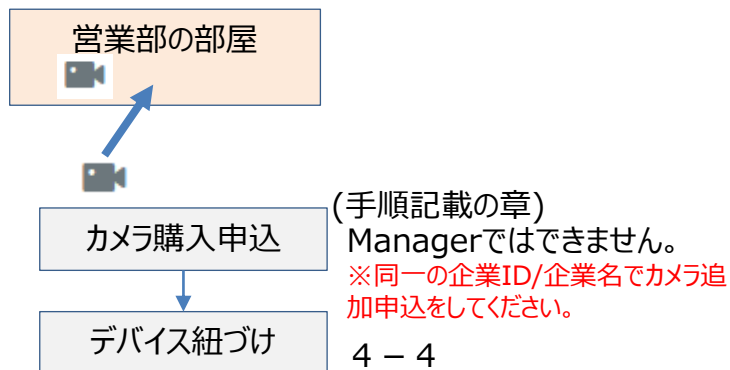 営業部の部屋
(手順記載の章)
カメラ購入申込
Managerではできません。
※同一の企業ID/企業名でカメラ追
加申込をしてください。
デバイス紐づけ
4－4